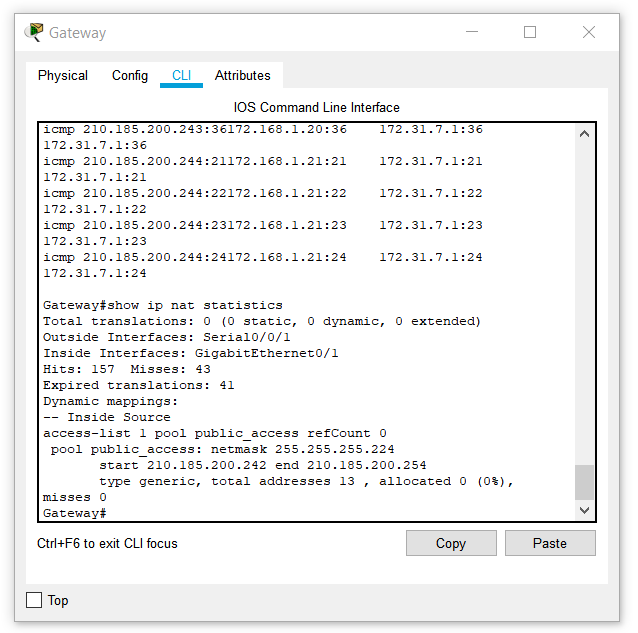 Gateway
Physical Config CLI Attributes
IOS Command Line Interface
icmp 210.185.200.243:36172.168.1.20:36 172.31.7.1:36
172.31.7.1:36
icmp 210.185.200.244:21172.168.1.21:21 172.31.7.1:21
172.31.7.1:21
icmp 210.185.200.244:22172.168.1.21:22 172.31.7.1:22
172.31.7.1:22
icmp 210.185.200.244:23172.168.1.21:23 172.31.7.1:23
172.31.7.1:23
icmp 210.185.200.244:24172.168.1.21:24 172.31.7.1:24
172.31.7.1:24
Gateway#show ip nat statistics
Total translations: 0 (0 static, 0 dynamic, 0 extended)
Outside Interfaces: Serial0/0/1
Inside Interfaces: GigabitEthernet0/1
Hits: 157 Misses: 43
Expired translations: 41
Dynamic mappings:
-- Inside Source
access-list 1 pool public_access refCount 0
pool public_access: netmask 255.255.255.224
start 210.185.200.242 end 210.185.200.254
type generic, total addresses 13 , allocated 0 (0%),
misses 0
Gateway#
Ctrl+F6 to exit CLI focus
Copy Paste
Top